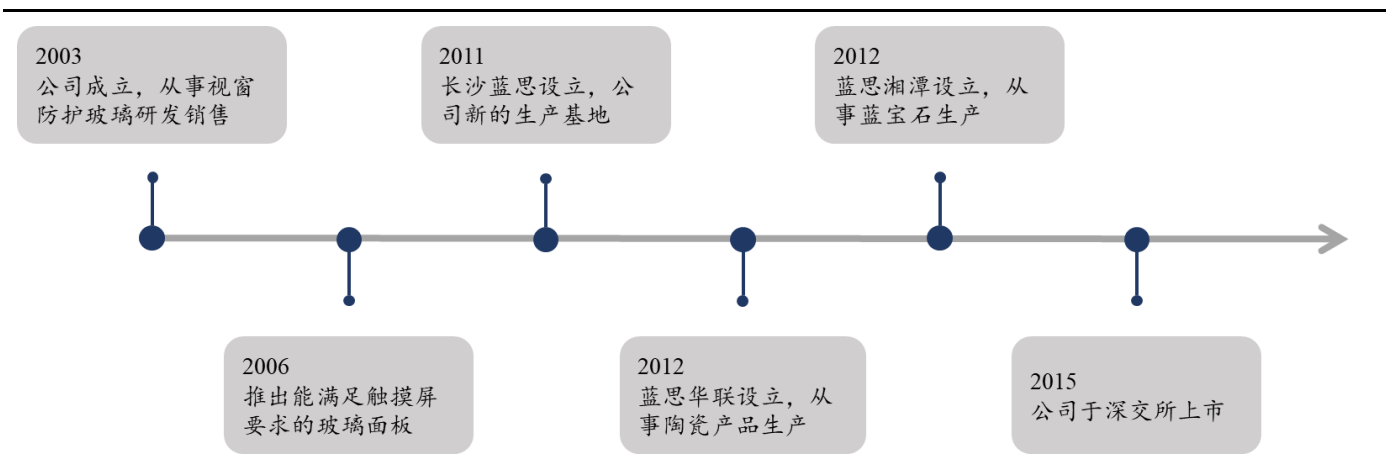 2003
公司成立，从事视窗
防护玻璃研发销售
2011
长沙蓝思设立，公
司新的生产基地
2012
蓝思湘潭设立，从
事蓝宝石生产
2006
推出能满足触摸屏
要求的玻璃面板
2012
蓝思华联设立，从
事陶瓷产品生产
2015
公司于深交所上市